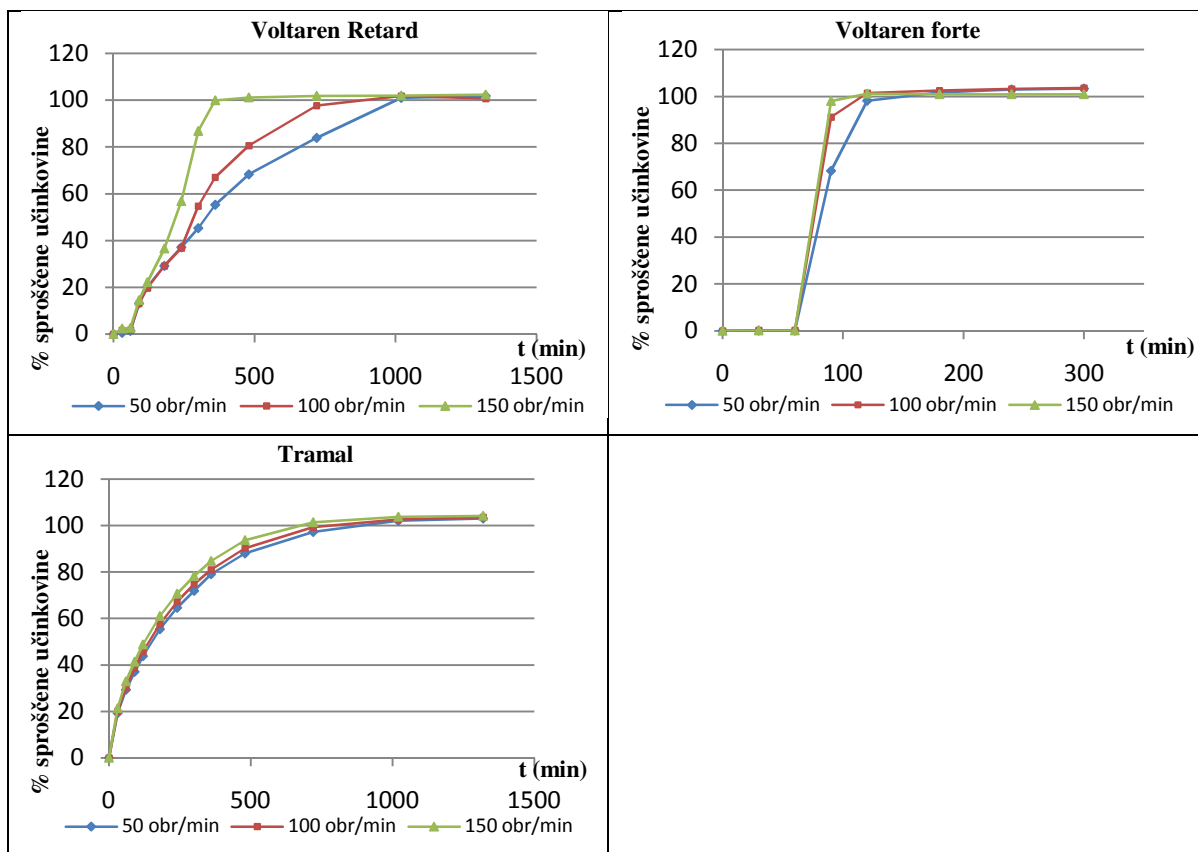 Voltaren Retard
120
100
80
60
40
20
0
% sproščene učinkovine
t (min)
0 500 1000 1500
50 obr/min 100 obr/min 150 obr/min
Voltaren forte
120
100
80
60
40
20
0
% sproščene učinkovine
t (min)
0 100 200 300
50 obr/min 100 obr/min 150 obr/min
Tramal
120
100
80
60
40
20
0
% sproščene učinkovine
t (min)
0 500 1000 1500
50 obr/min 100 obr/min 150 obr/min